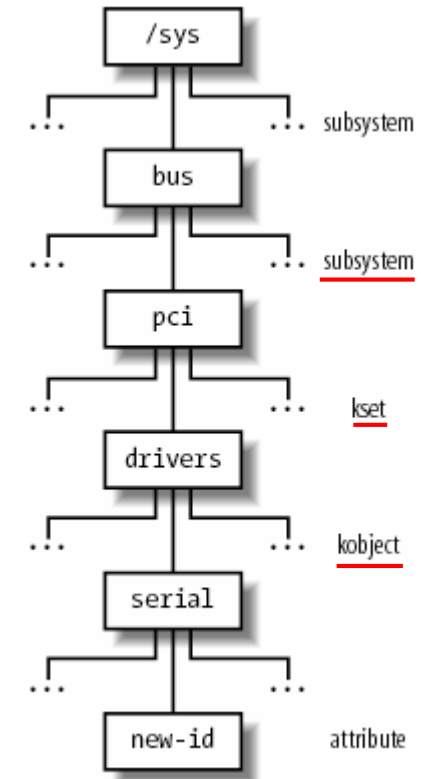 /sys
... ... subsystem
bus
... ... subsystem
pci
... ... kset
drivers
... ... kobject
serial
... ...
new-id attribute